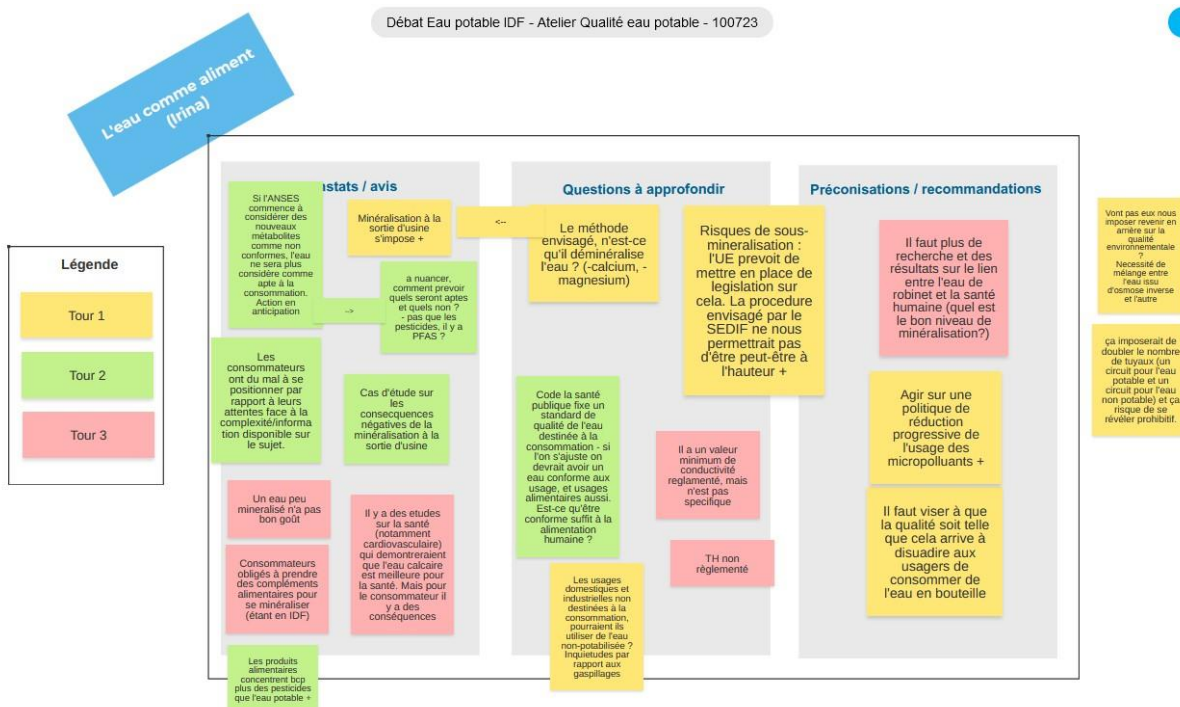 Débat Eau potable IDF - Atelier Qualité eau potable - 100723
L'eau comme aliment
(Irina)
Légende
Tour 1
Tour 2
Tour 3
stats / avis
Si l'ANSES
commence à
considérer des
nouveaux
métabolites
comme non
conformes, l'eau
ne sera plus
considère comme
apte à la
consommation.
Action en
anticipation
Minéralisation à la
sortie d'usine
s'impose +
<--
a nuancer,
comment prevoir
quels seront aptes
et quels non ?
- pas que les
pesticides, il y a
PFAS ?
-->
Les
consommateurs
ont du mal à se
positionner par
rapport à leurs
attentes face à la
complexité/informa
tion disponible sur
le sujet.
Cas d'étude sur
les
consecquences
négatives de la
minéralisation à la
sortie d'usine
Un eau peu
mineralisé n'a pas
bon goût
Il y a des etudes
sur la santé
(notamment
cardiovasculaire)
qui demontreraient
que l'eau calcaire
est meilleure pour
la santé. Mais pour
le consommateur il
y a des
conséquences
Consommateurs
obligés à prendre
des compléments
alimentaires pour
se minéraliser
(étant en IDF)
Les produits
alimentaires
concentrent bcp
plus des pesticides
que l'eau potable +
Questions à approfondir
Le méthode
envisagé, n'est-ce
qu'il déminéralise
l'eau ? (-calcium, -
magnesium)
Risques de sous-
mineralisation :
l'UE prevoit de
mettre en place de
legislation sur
cela. La procedure
envisagé par le
SEDIF ne nous
permettrait pas
d'être peut-être à
l'hauteur +
Code la santé
publique fixe un
standard de
qualité de l'eau
destinée à la
consommation - si
l'on s'ajuste on
devrait avoir un
eau conforme aux
usage, et usages
alimentaires aussi.
Est-ce qu'être
conforme suffit à la
alimentation
humaine ?
Il a un valeur
minimum de
conductivité
reglamenté, mais
n'est pas
specifique
TH non
règlementé
Les usages
domestiques et
industrielles non
destinées à la
consommation,
pourraient ils
utiliser de l'eau
non-potabilisée ?
Inquietudes par
rapport aux
gaspillages
Préconisations / recommandations
Il faut plus de
recherche et des
résultats sur le lien
entre l'eau de
robinet et la santé
humaine (quel est
le bon niveau de
minéralisation?)
Agir sur une
politique de
réduction
progressive de
l'usage des
micropolluants +
Il faut viser à que
la qualité soit telle
que cela arrive à
disuadire aux
usagers de
consommer de
l'eau en bouteille
Vont pas eux nous
imposer revenir en
arrière sur la
qualité
environnementale
?
Necessité de
mélange entre
l'eau issu
d'osmose inverse
et l'autre
ça imposerait de
doubler le nombre
de tuyaux (un
circuit pour l'eau
potable et un
circuit pour l'eau
non potable) et ça
risque de se
révéler prohibitif.